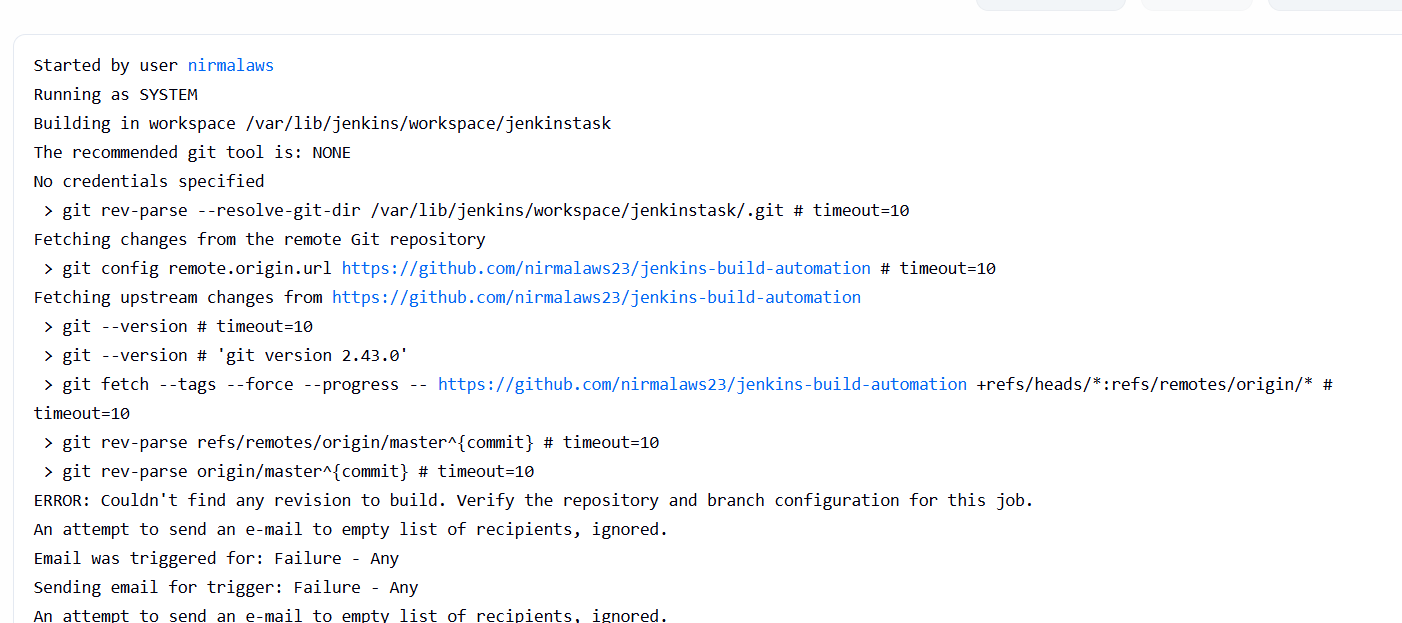 Started by user nirmalaws
Running as SYSTEM
Building in workspace /var/lib/jenkins/workspace/jenkinstask
The recommended git tool is: NONE
No credentials specified
 > git rev-parse --resolve-git-dir /var/lib/jenkins/workspace/jenkinstask/.git # timeout=10
Fetching changes from the remote Git repository
 > git config remote.origin.url https://github.com/nirmalaws23/jenkins-build-automation # timeout=10
Fetching upstream changes from https://github.com/nirmalaws23/jenkins-build-automation
 > git --version # timeout=10
 > git --version # 'git version 2.43.0'
 > git fetch --tags --force --progress -- https://github.com/nirmalaws23/jenkins-build-automation +refs/heads/*:refs/remotes/origin/* #
timeout=10
 > git rev-parse refs/remotes/origin/master^{commit} # timeout=10
 > git rev-parse origin/master^{commit} # timeout=10
ERROR: Couldn't find any revision to build. Verify the repository and branch configuration for this job.
An attempt to send an e-mail to empty list of recipients, ignored.
Email was triggered for: Failure - Any
Sending email for trigger: Failure - Any
An attempt to send an e-mail to empty list of recipients, ignored.